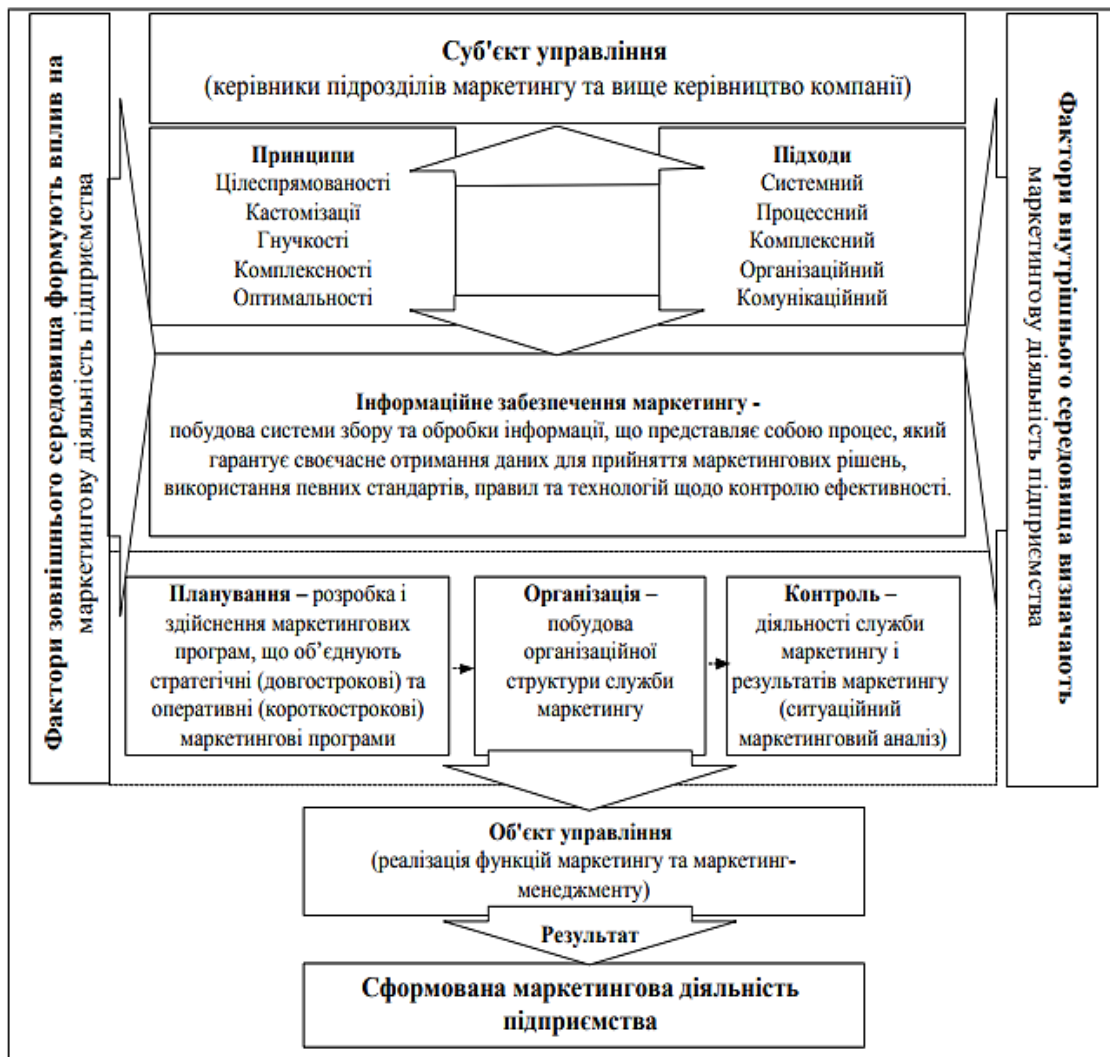 Фактори зовнішнього середовища формують вплив на
маркетингову діяльність підприємства
Суб'єкт управління
(керівники підрозділів маркетингу та вище керівництво компанії)
Принципи
Цілеспрямованості
Кастомізації
Гнучкості
Комплексності
Оптимальності
Підходи
Системний
Процессний
Комплексний
Організаційний
Комунікаційний
Інформаційне забезпечення маркетингу -
побудова системи збору та обробки інформації, що представляє собою процес, який
гарантує своєчасне отримання даних для прийняття маркетингових рішень,
використання певних стандартів, правил та технологій щодо контролю ефективності.
Планування – розробка і
здійснення маркетингових
програм, що об’єднують
стратегічні (довгострокові) та
оперативні (короткострокові)
маркетингові програми
Організація –
побудова
організаційної
структури служби
маркетингу
Контроль –
діяльності служби
маркетингу і
результатів маркетингу
(ситуаційний
маркетинговий аналіз)
Об'єкт управління
(реалізація функцій маркетингу та маркетинг-
менеджменту)
Результат
Сформована маркетингова діяльність
підприємства
Фактори внутрішнього середовища визначають
маркетингову діяльність підприємства